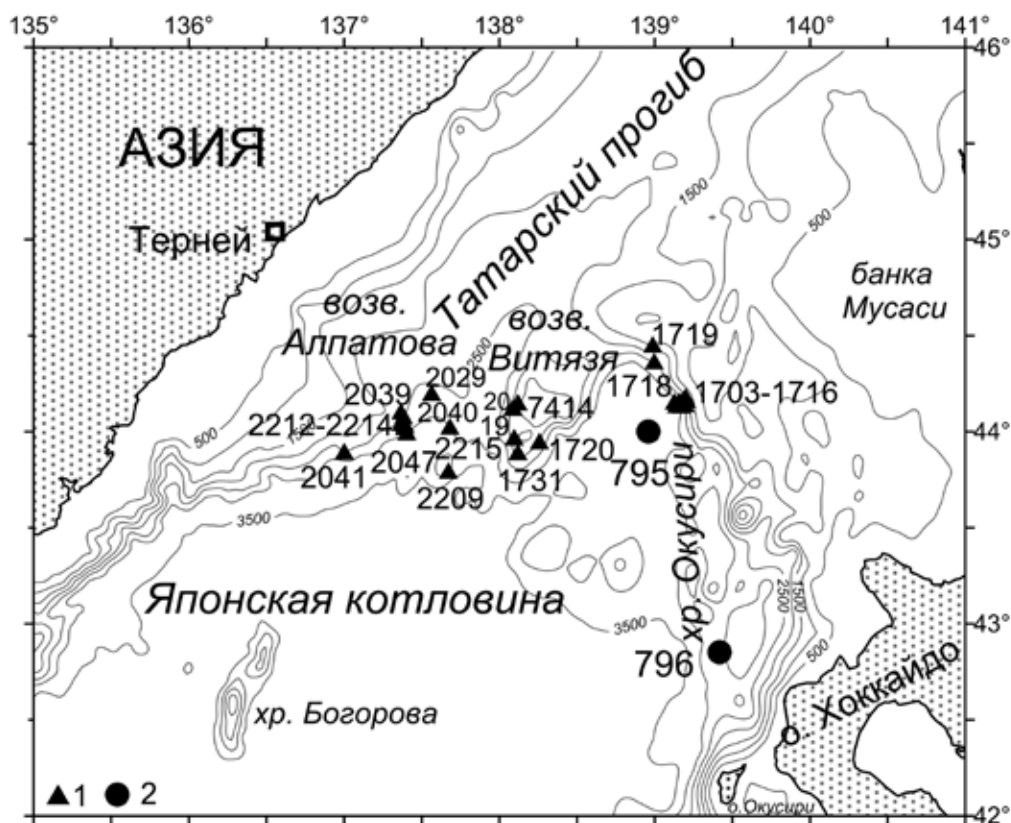 135° 136° 137° 138° 139° 140° 141°
46°
АЗИЯ
Татарский прогиб
1500
500
Терней
45°
банка
Мусаси
возв.
Алпатова
возв.
Витязя
2500
1719
2029
2039
2040
20
7414
1718
1703-1716
2212-2214
1500
19
44°
500
2041
2047
2215
1731
1720
795
2209
3500
хр. Окусири
Японская котловина
2500
1500
3500
43°
500
796
о. Хоккайдо
хр. Богорова
1
2
о.Окусири
42°